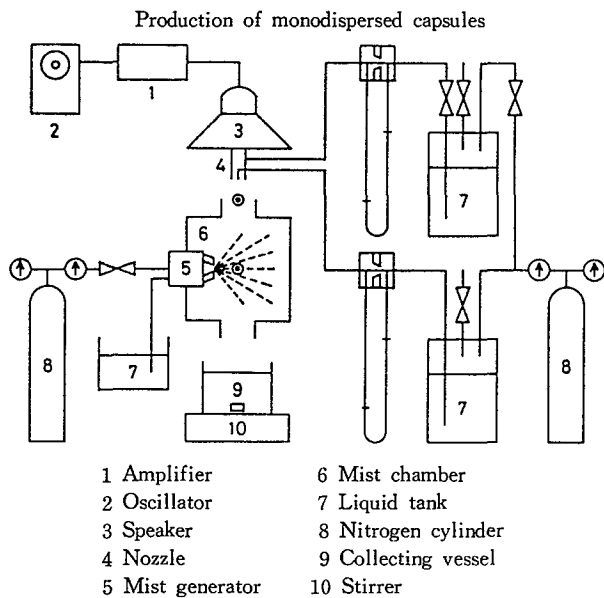 Production of monodispersed capsules
1
2
3
4
5
6
7
7
7
8
8
9
10
1 Amplifier
2 Oscillator
3 Speaker
4 Nozzle
5 Mist generator
6 Mist chamber
7 Liquid tank
8 Nitrogen cylinder
9 Collecting vessel
10 Stirrer